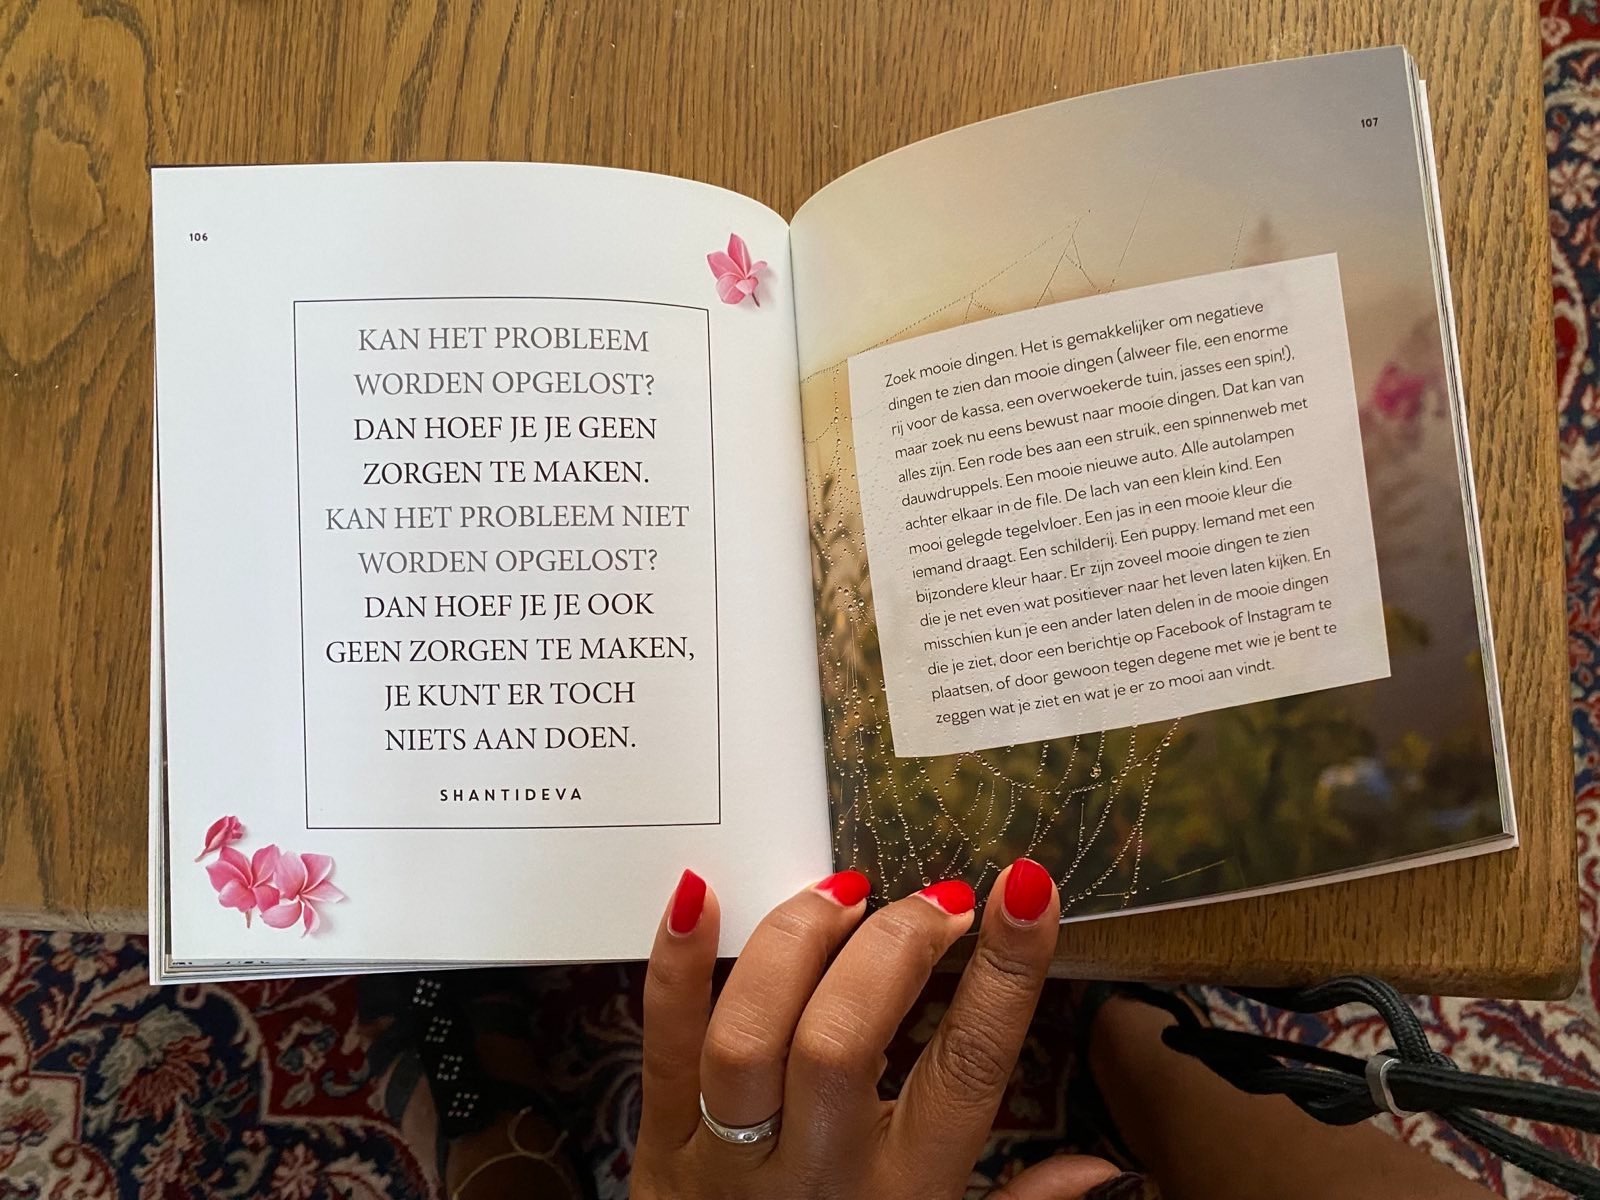 106
KAN HET PROBLEEM
WORDEN OPGELOST?
DAN HOEF JE JE GEEN
ZORGEN TE MAKEN.
KAN HET PROBLEEM NIET
WORDEN OPGELOST?
DAN HOEF JE JE OOK
GEEN ZORGEN TE MAKEN,
JE KUNT ER TOCH
NIETS AAN DOEN.
SHANTIDEVA
107
Zoek mooie dingen. Het is gemakkelijker om negatieve
dingen te zien dan mooie dingen (alweer file, een enorme
rij voor de kassa, een overwoekerde tuin, jasses een spin!),
maar zoek nu eens bewust naar mooie dingen. Dat kan van
alles zijn. Een rode bes aan een struik, een spinnenweb met
dauwdruppels. Een mooie nieuwe auto. Alle autolampen
achter elkaar in de file. De lach van een klein kind. Een
mooi gelegde tegelvloer. Een jas in een mooie kleur die
iemand draagt. Een schilderij. Een puppy. Iemand met een
bijzondere kleur haar. Er zijn zoveel mooie dingen te zien
die je net even wat positiever naar het leven laten kijken. En
misschien kun je een ander laten delen in de mooie dingen
die je ziet, door een berichtje op Facebook of Instagram te
plaatsen, of door gewoon tegen degene met wie je bent te
zeggen wat je ziet en wat je er zo mooi aan vindt.